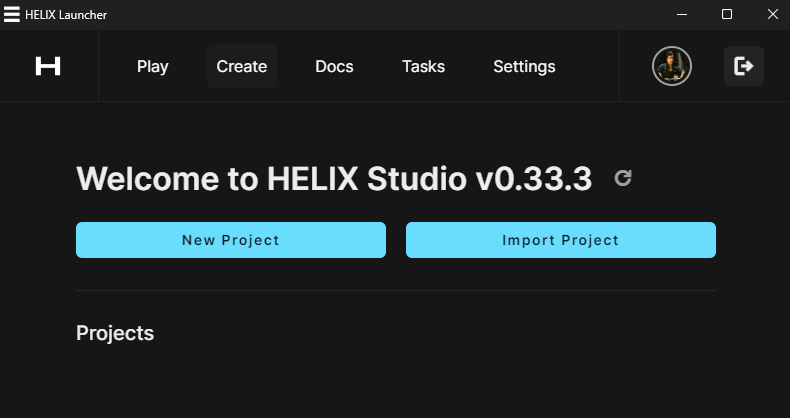 HELIX Launcher
H
Play Create Docs Tasks Settings
Welcome to HELIX Studio v0.33.3
New Project Import Project
Projects